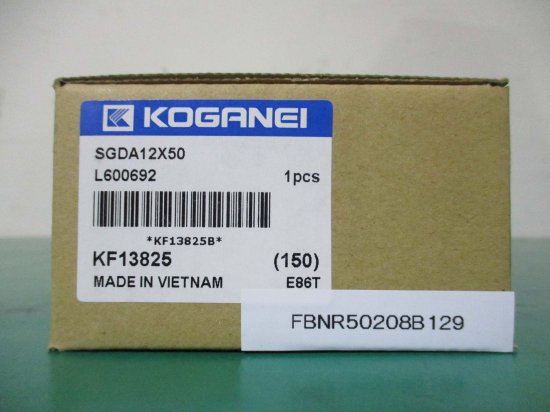 KOGANEI
SGDA12X50
L600692 1pcs
*KF13825B*
KF13825 (150)
MADE IN VIETNAM E86T
FBNR50208B129